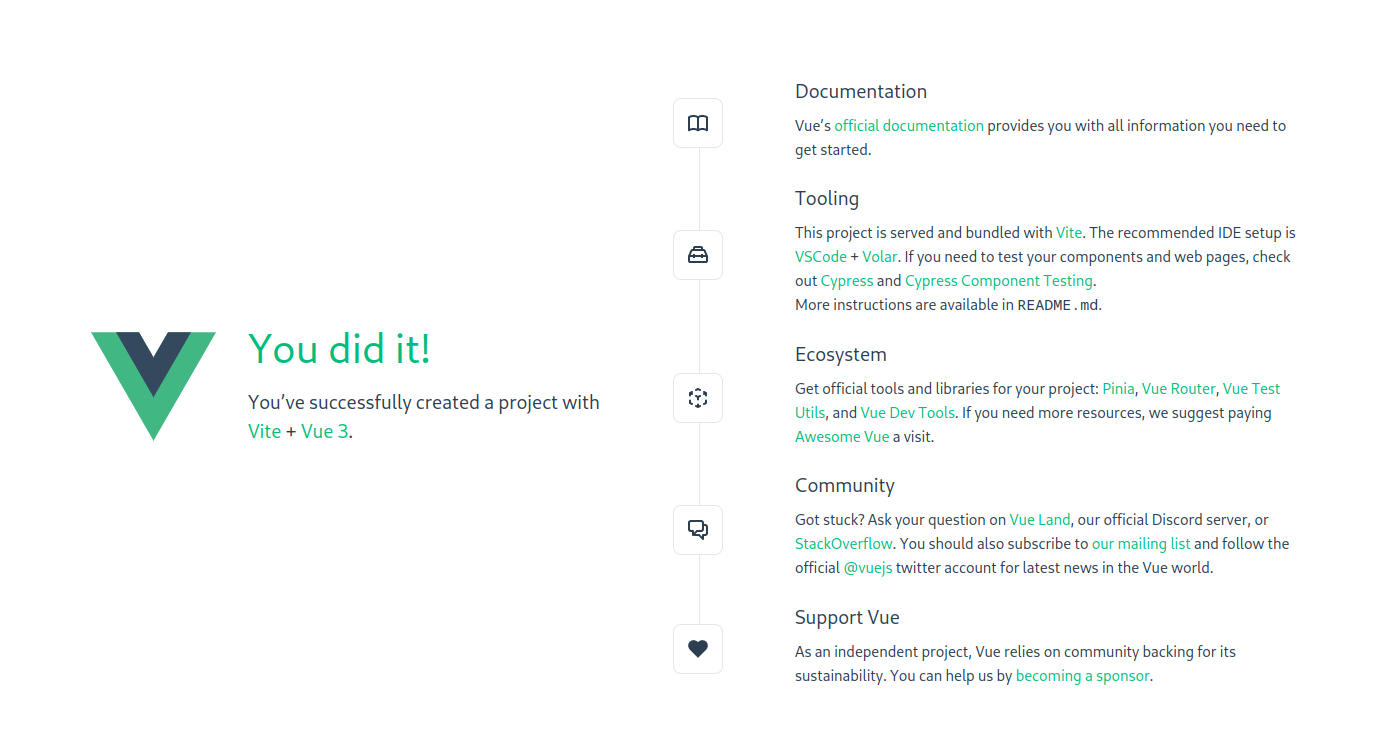 You did it!
You’ve successfully created a project with
Vite + Vue 3.
Documentation
Vue’s official documentation provides you with all information you need to
get started.
Tooling
This project is served and bundled with Vite. The recommended IDE setup is
VSCode + Volar. If you need to test your components and web pages, check
out Cypress and Cypress Component Testing.
More instructions are available in README.md.
Ecosystem
Get official tools and libraries for your project: Pinia, Vue Router, Vue Test
Utils, and Vue Dev Tools. If you need more resources, we suggest paying
Awesome Vue a visit.
Community
Got stuck? Ask your question on Vue Land, our official Discord server, or
StackOverflow. You should also subscribe to our mailing list and follow the
official @vuejs twitter account for latest news in the Vue world.
Support Vue
As an independent project, Vue relies on community backing for its
sustainability. You can help us by becoming a sponsor.